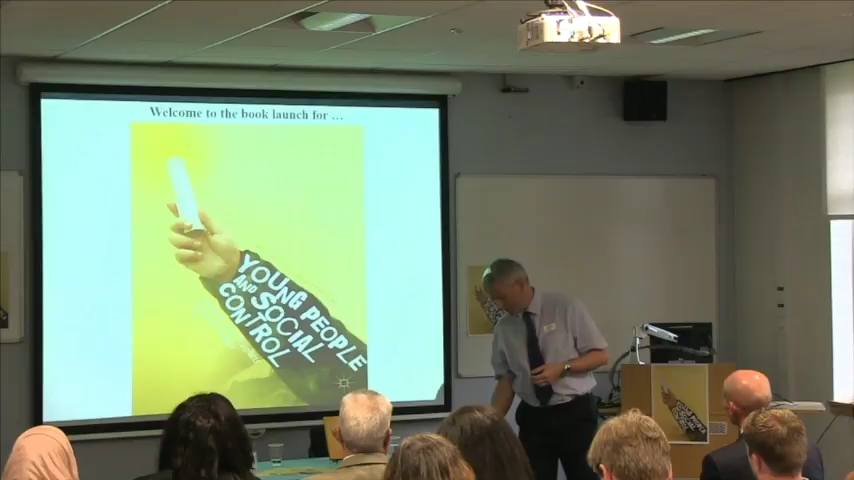 Welcome to the book launch for ...
YOUNG PEOPLE
AND SOCIAL
CONTROL